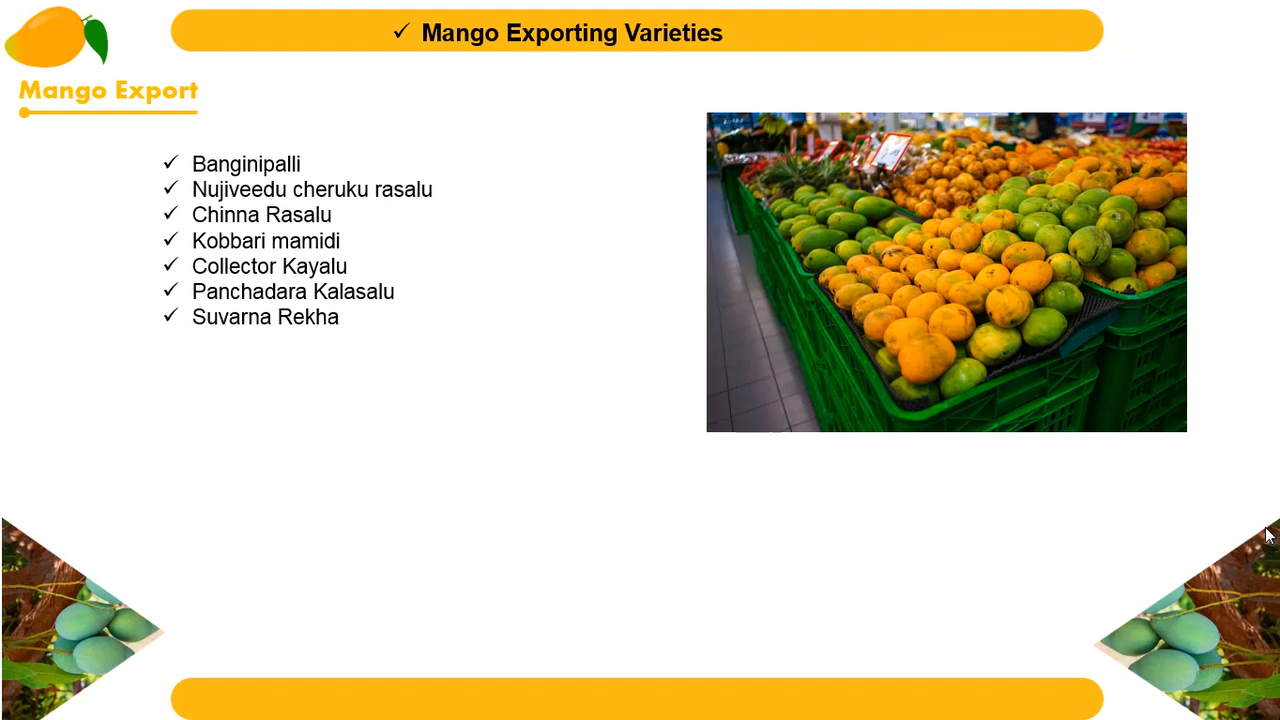 ✓ Mango Exporting Varieties
Mango Export
✓ Banginipalli
✓ Nujiveedu cheruku rasalu
✓ Chinna Rasalu
✓ Kobbari mamidi
✓ Collector Kayalu
✓ Panchadara Kalasalu
✓ Suvarna Rekha